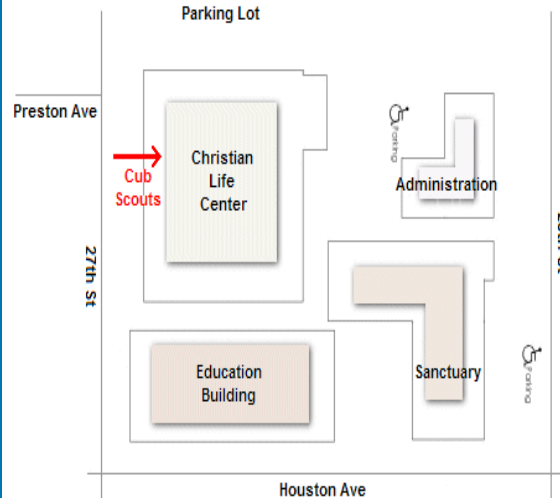 Parking Lot
Preston Ave
Parking
Christian
Life
Center
Cub
Scouts
Administration
27th St
Education
Building
Sanctuary
Parking
Houston Ave